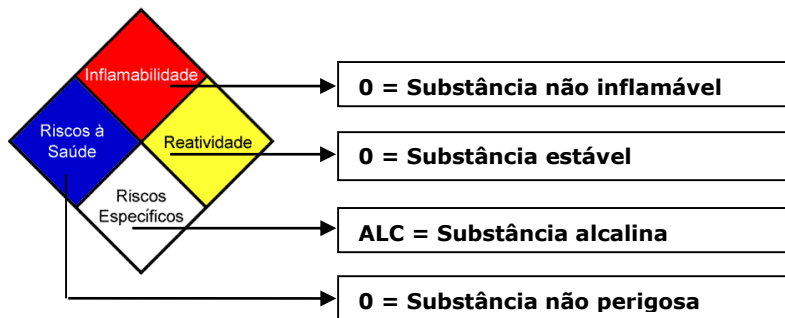 Inflamabilidade
0 = Substância não inflamável
Riscos à
Saúde
Reatividade
0 = Substância estável
Riscos
Específicos
ALC = Substância alcalina
0 = Substância não perigosa